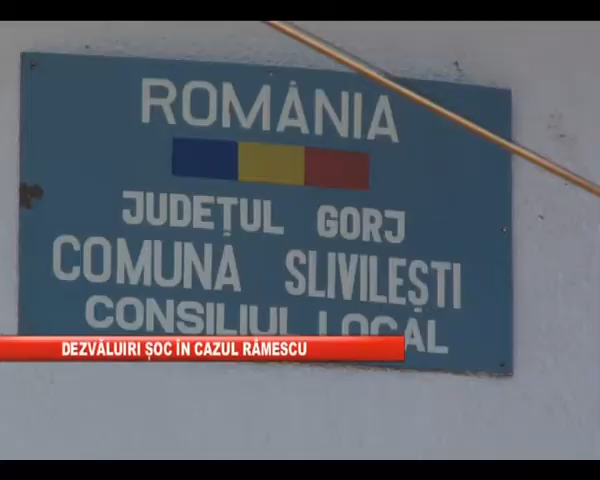 ROMÂNIA
JUDEȚUL GORJ
COMUNA SLIVILEȘTI
CONSILIUL LOCAL
DEZVĂLUIRI ȘOC ÎN CAZUL RĂMESCU